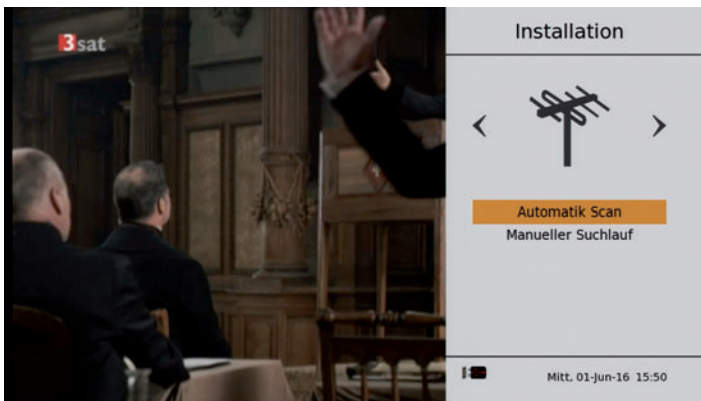 3sat
Installation
Automatik Scan
Manueller Suchlauf
Mitt, 01-Jun-16 15:50